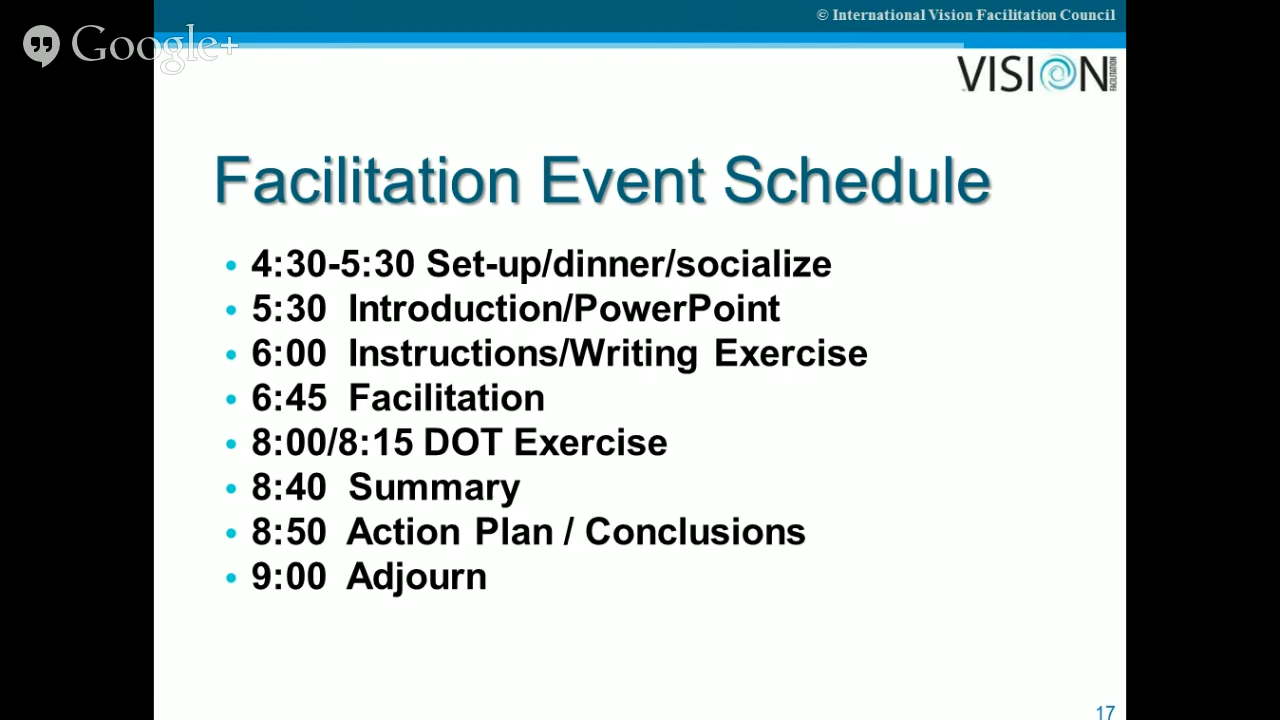 © International Vision Facilitation Council
Google+
VISION
FACILITATION
Facilitation Event Schedule
• 4:30-5:30 Set-up/dinner/socialize
• 5:30 Introduction/PowerPoint
• 6:00 Instructions/Writing Exercise
• 6:45 Facilitation
• 8:00/8:15 DOT Exercise
• 8:40 Summary
• 8:50 Action Plan / Conclusions
• 9:00 Adjourn
17